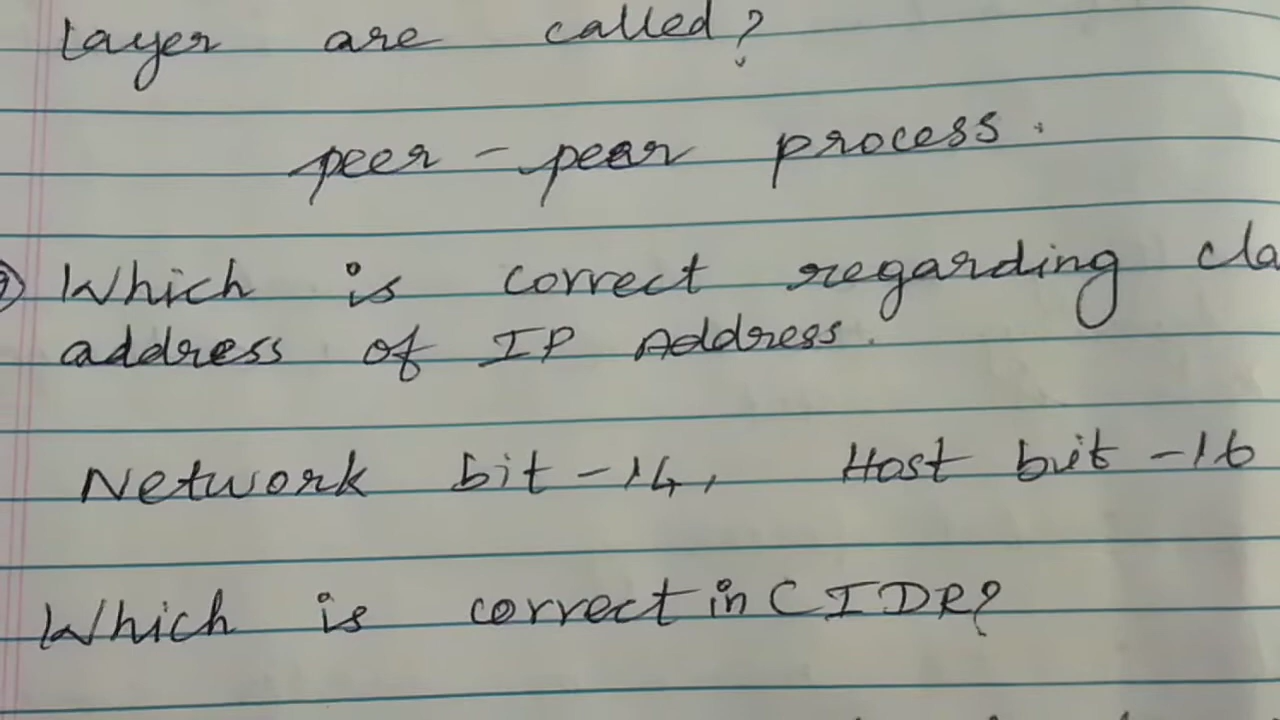 Layer are called?
peer - pear process.
Which is correct regarding cla
address of IP Address.
Network bit - 14, Host bit - 16
Which is correct in CIDR?